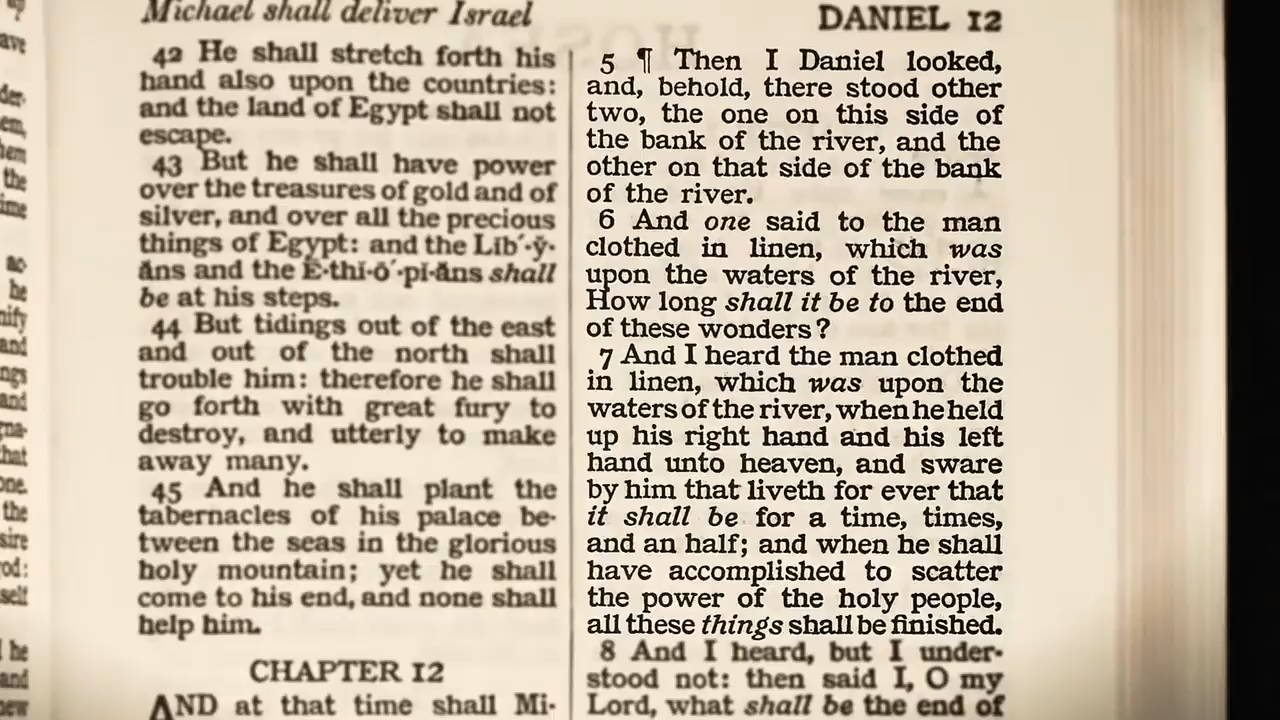 Michael shall deliver Israel
DANIEL 12
42 He shall stretch forth his
hand also upon the countries:
and the land of Egypt shall not
escape.
43 But he shall have power
over the treasures of gold and of
silver, and over all the precious
things of Egypt: and the Lĭb´·ў·
ăns and the Ē·thĭ-ō´·pĭ-ăns shall
be at his steps.
44 But tidings out of the east
and out of the north shall
trouble him: therefore he shall
go forth with great fury to
destroy, and utterly to make
away many.
45 And he shall plant the
tabernacles of his palace be-
tween the seas in the glorious
holy mountain; yet he shall
come to his end, and none shall
help him.
CHAPTER 12
AND at that time shall Mi-
5 ¶ Then I Daniel looked,
and, behold, there stood other
two, the one on this side of
the bank of the river, and the
other on that side of the bank
of the river.
6 And one said to the man
clothed in linen, which was
upon the waters of the river,
How long shall it be to the end
of these wonders?
7 And I heard the man clothed
in linen, which was upon the
waters of the river, when he held
up his right hand and his left
hand unto heaven, and sware
by him that liveth for ever that
it shall be for a time, times,
and an half; and when he shall
have accomplished to scatter
the power of the holy people,
all these things shall be finished.
8 And I heard, but I under-
stood not: then said I, O my
Lord, what shall be the end of